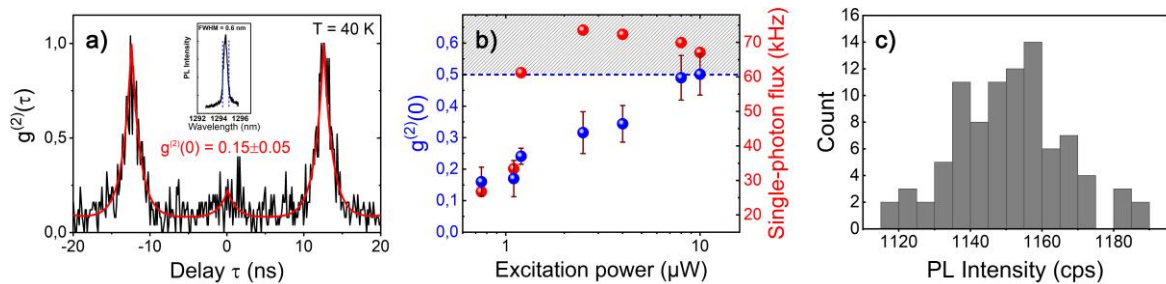 a)
FWHM = 0.6 nm
T = 40 K
PL Intensity
1292 1294 1296
Wavelength (nm)
g(2)(0) = 0.15±0.05
g(2)(τ)
1,0
0,5
0,0
-20 -10 0 10 20
Delay τ (ns)
b)
g(2)(0)
0,6
0,5
0,4
0,3
0,2
0,1
0,0
1 10
Excitation power (µW)
Single-photon flux (kHz)
70
60
50
40
30
20
c)
Count
16
14
12
10
8
6
4
2
0
1120 1140 1160 1180
PL Intensity (cps)